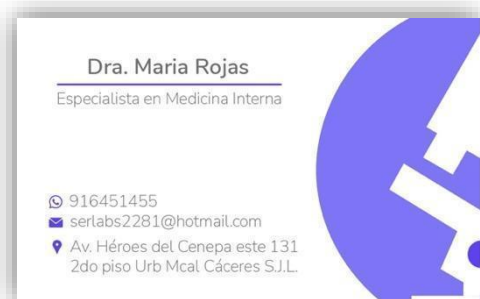 Dra. Maria Rojas
Especialista en Medicina Interna
916451455
serlabs2281@hotmail.com
Av. Héroes del Cenepa este 131
2do piso Urb Mcal Cáceres S.J.L.